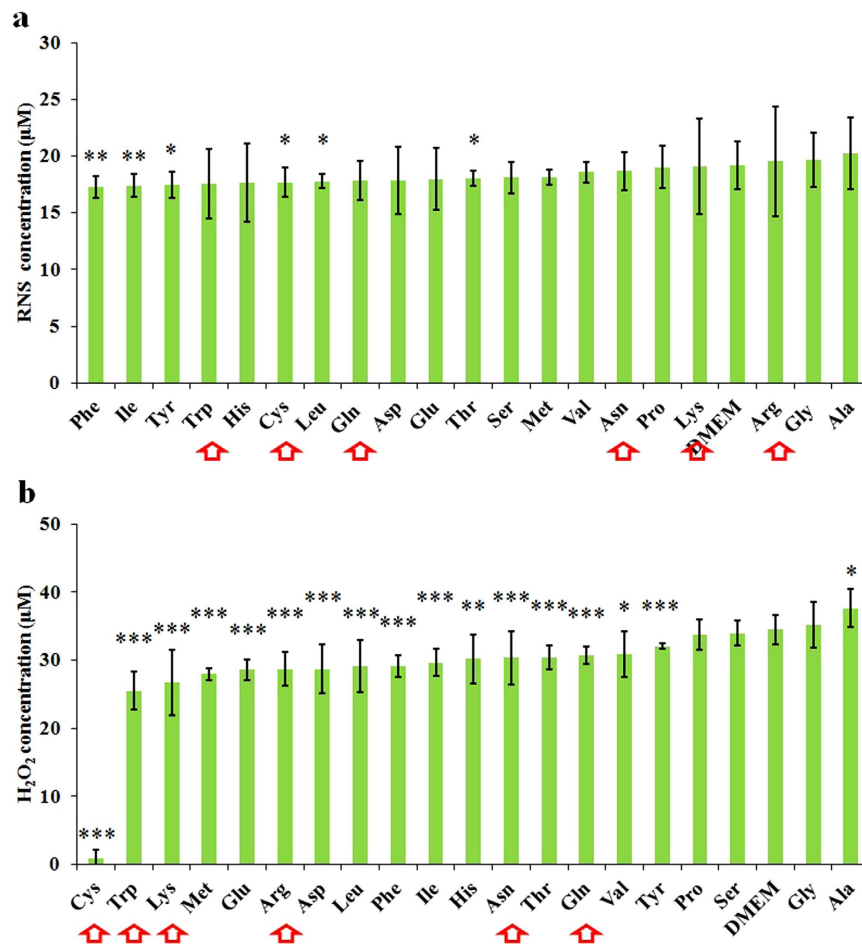 a
RNS concentration (µM)
30
25
20
15
10
5
0
** ** * * * *
Phe Ile Tyr Trp His Cys Leu Gln Asp Glu Thr Ser Met Val Asn Pro Lys DMEM Arg Gly Ala
b
H₂O₂ concentration (µM)
50
40
30
20
10
0
*** *** *** *** *** *** *** *** *** *** ** *** *** *** * *** *
Cys Trp Lys Met Glu Arg Asp Leu Phe Ile His Asn Thr Gln Val Tyr Pro Ser DMEM Gly Ala